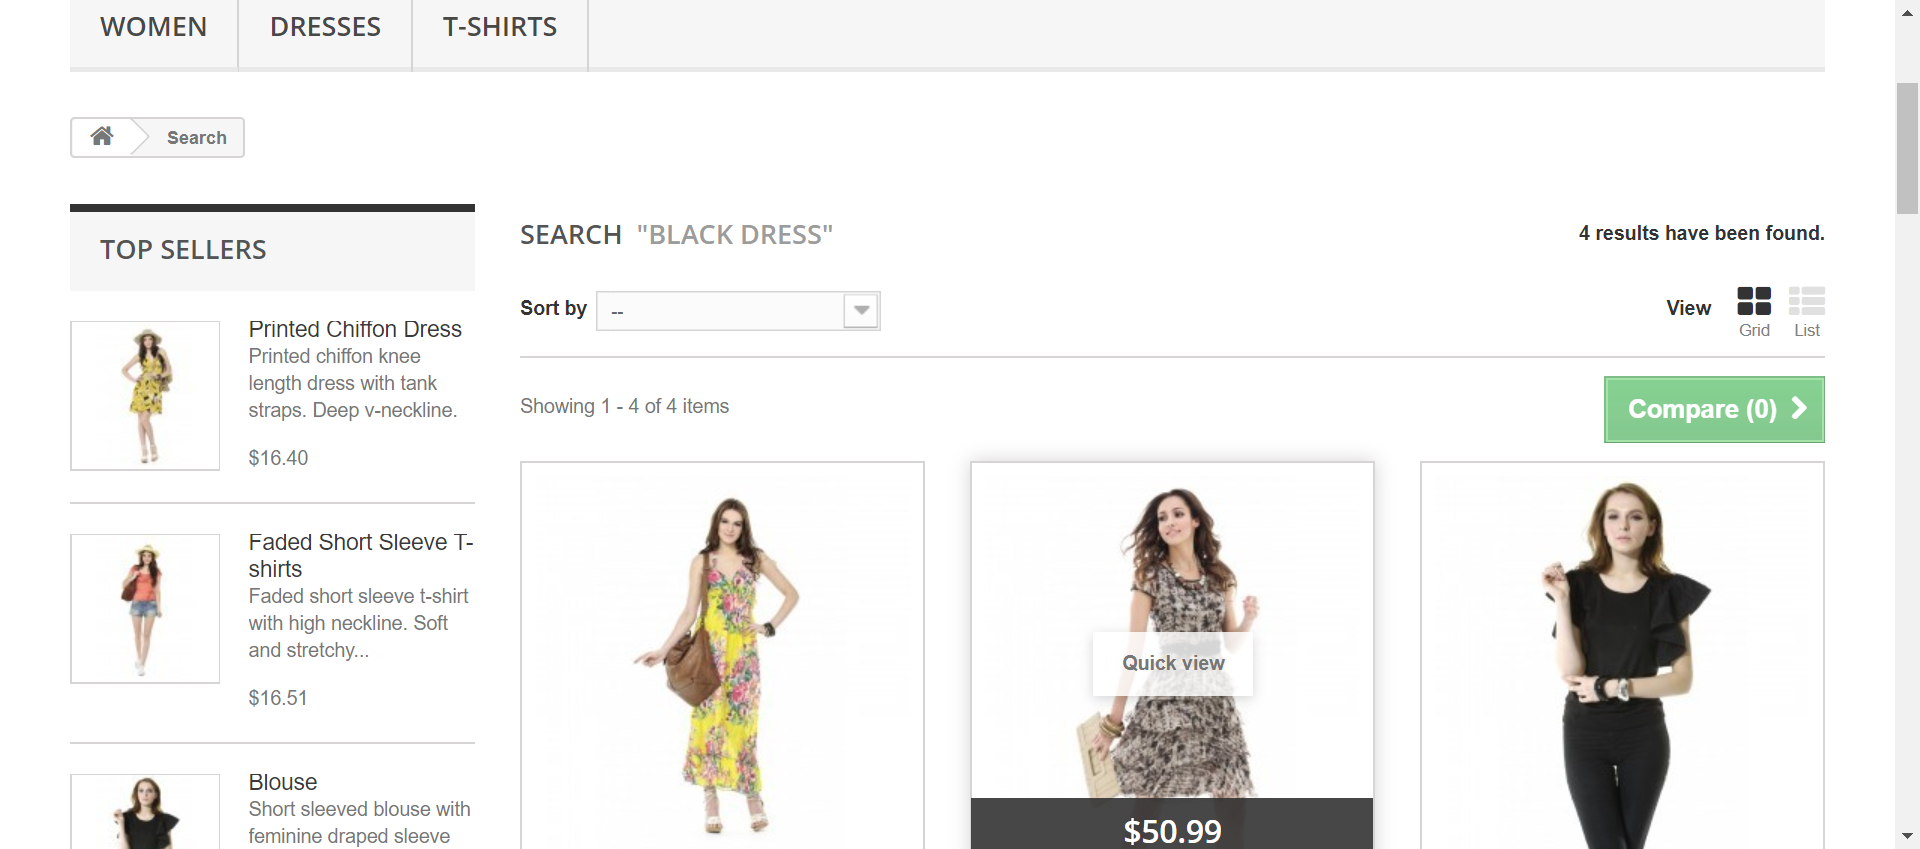 WOMEN DRESSES T-SHIRTS
Search
TOP SELLERS
Printed Chiffon Dress
Printed chiffon knee
length dress with tank
straps. Deep v-neckline.
$16.40
Faded Short Sleeve T-
shirts
Faded short sleeve t-shirt
with high neckline. Soft
and stretchy...
$16.51
Blouse
Short sleeved blouse with
feminine draped sleeve
SEARCH "BLACK DRESS"
4 results have been found.
Sort by --
View
Grid
List
Showing 1 - 4 of 4 items
Compare (0)
Quick view
$50.99